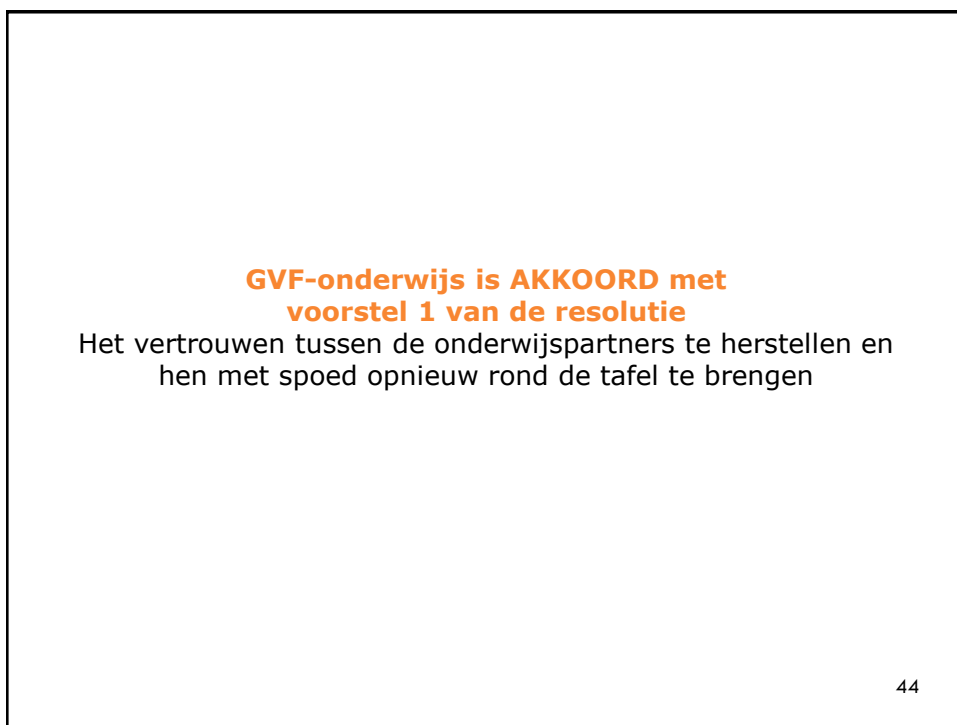 GVF-onderwijs is AKKOORD met
voorstel 1 van de resolutie
Het vertrouwen tussen de onderwijspartners te herstellen en
hen met spoed opnieuw rond de tafel te brengen
44